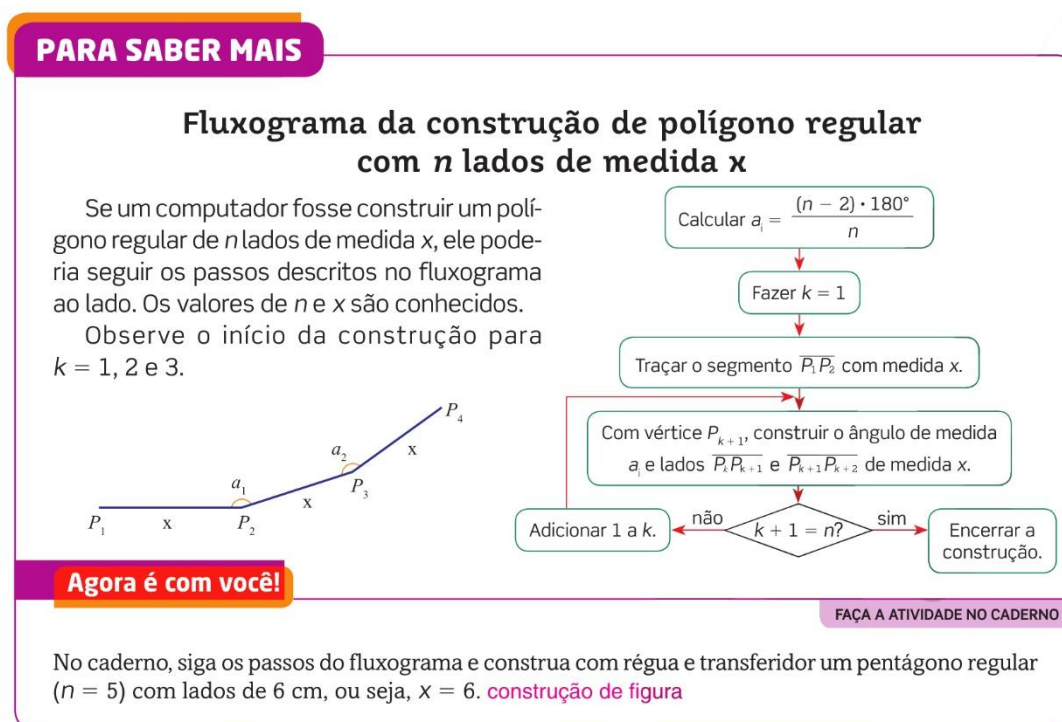 PARA SABER MAIS
Fluxograma da construção de polígono regular
com n lados de medida x
Se um computador fosse construir um polí-
gono regular de n lados de medida x, ele pode-
ria seguir os passos descritos no fluxograma
ao lado. Os valores de n e x são conhecidos.
Observe o início da construção para
k = 1, 2 e 3.
P₁ x a₁ P₂ x a₂ P₃ x P₄
Calcular aᵢ = (n − 2) · 180° / n
Fazer k = 1
Traçar o segmento P₁P₂ com medida x.
Com vértice Pₖ₊₁, construir o ângulo de medida
aᵢ e lados PₖPₖ₊₁ e Pₖ₊₁Pₖ₊₂ de medida x.
Adicionar 1 a k.
não
k + 1 = n?
sim
Encerrar a
construção.
Agora é com você!
FAÇA A ATIVIDADE NO CADERNO
No caderno, siga os passos do fluxograma e construa com régua e transferidor um pentágono regular
(n = 5) com lados de 6 cm, ou seja, x = 6. construção de figura